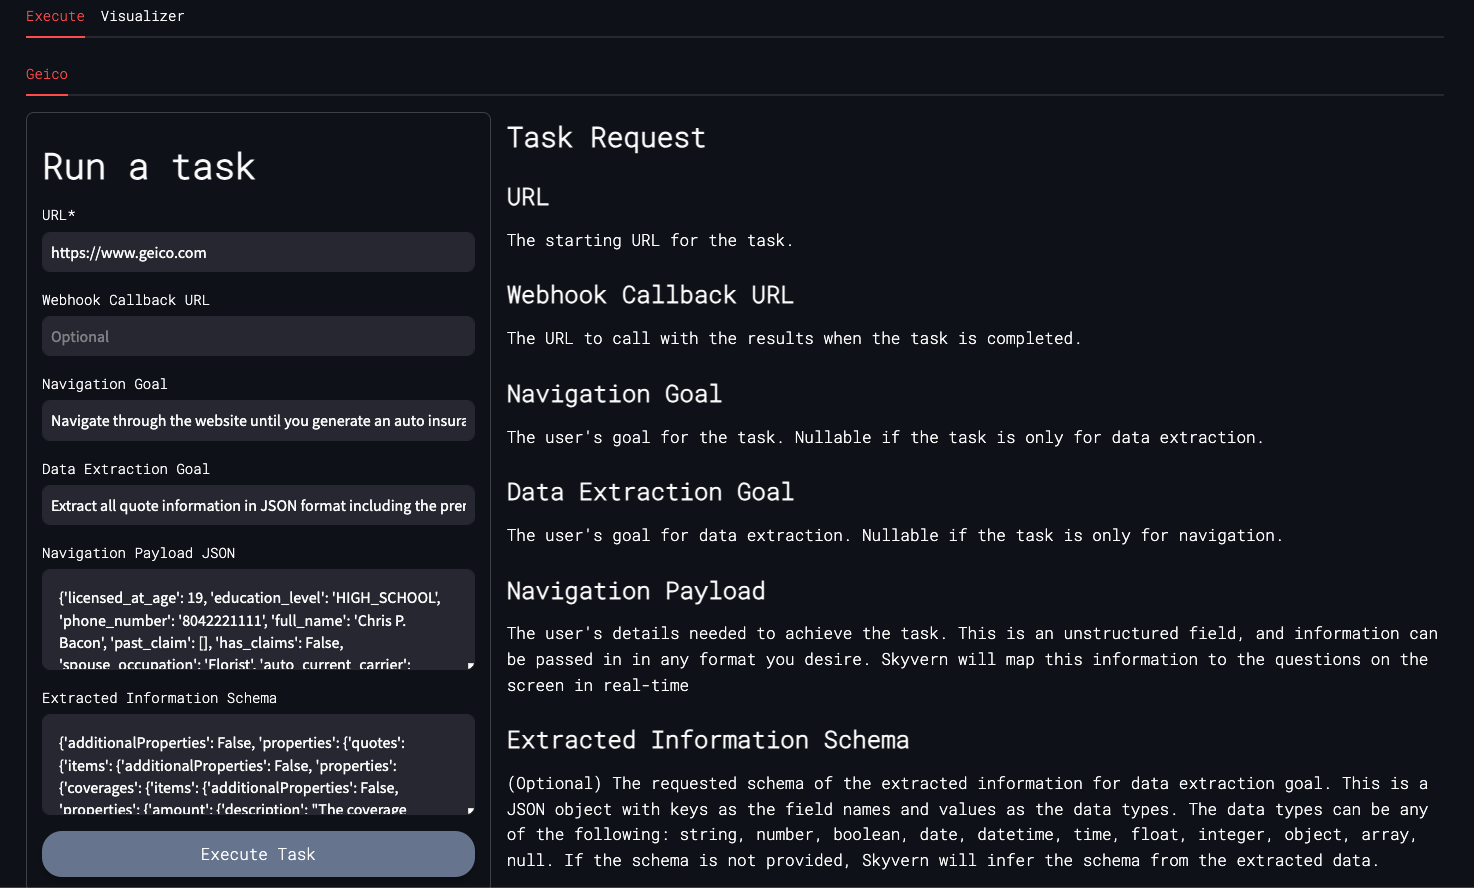 Execute Visualizer
Geico
Run a task
URL*
https://www.geico.com
Webhook Callback URL
Optional
Navigation Goal
Navigate through the website until you generate an auto insura
Data Extraction Goal
Extract all quote information in JSON format including the prer
Navigation Payload JSON
{'licensed_at_age': 19, 'education_level': 'HIGH_SCHOOL',
'phone_number': '8042221111', 'full_name': 'Chris P.
Bacon', 'past_claim': [], 'has_claims': False,
'spouse_occupation': 'Florist', 'auto_current_carrier':
Extracted Information Schema
{'additionalProperties': False, 'properties': {'quotes':
{'items': {'additionalProperties': False, 'properties':
{'coverages': {'items': {'additionalProperties': False,
'properties': {'amount': {'description': "The coverage
Execute Task
Task Request
URL
The starting URL for the task.
Webhook Callback URL
The URL to call with the results when the task is completed.
Navigation Goal
The user's goal for the task. Nullable if the task is only for data extraction.
Data Extraction Goal
The user's goal for data extraction. Nullable if the task is only for navigation.
Navigation Payload
The user's details needed to achieve the task. This is an unstructured field, and information can
be passed in in any format you desire. Skyvern will map this information to the questions on the
screen in real-time
Extracted Information Schema
(Optional) The requested schema of the extracted information for data extraction goal. This is a
JSON object with keys as the field names and values as the data types. The data types can be any
of the following: string, number, boolean, date, datetime, time, float, integer, object, array,
null. If the schema is not provided, Skyvern will infer the schema from the extracted data.